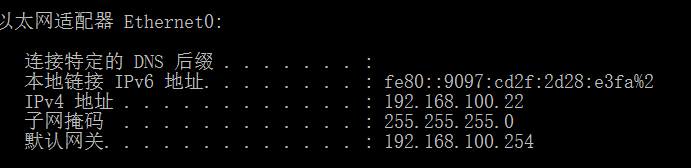 以太网适配器 Ethernet0:
连接特定的 DNS 后缀 . . . . . . . :
本地链接 IPv6 地址. . . . . . . . : fe80::9097:cd2f:2d28:e3fa%2
IPv4 地址 . . . . . . . . . . . . : 192.168.100.22
子网掩码  . . . . . . . . . . . . : 255.255.255.0
默认网关. . . . . . . . . . . . . : 192.168.100.254